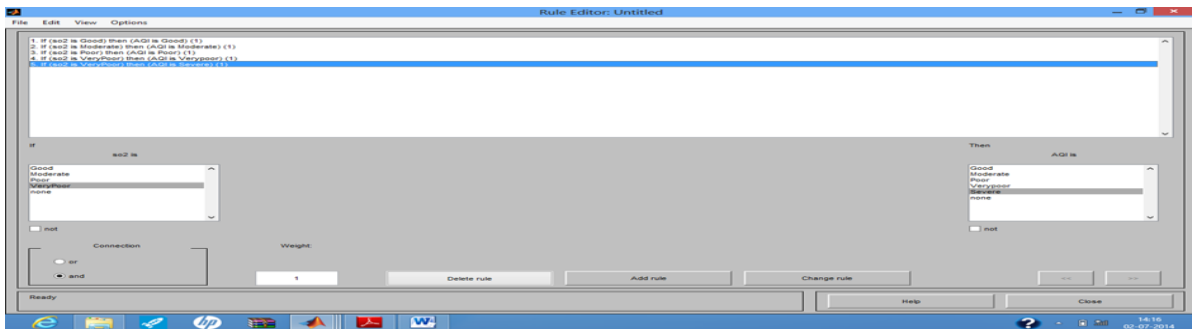 Rule Editor: Untitled
File Edit View Options
1. If (so2 is Good) then (AQI is Good) (1)
2. If (so2 is Moderate) then (AQI is Moderate) (1)
3. If (so2 is Poor) then (AQI is Poor) (1)
4. If (so2 is VeryPoor) then (AQI is Verypoor) (1)
5. If (so2 is VeryPoor) then (AQI is Severe) (1)
If
so2 is
Good
Moderate
Poor
VeryPoor
none
not
Then
AQI is
Good
Moderate
Poor
Verypoor
Severe
none
not
Connection
or
and
Weight:
1
Delete rule
Add rule
Change rule
<<
>>
Ready
Help
Close
hp
W
14:16
02-07-2014